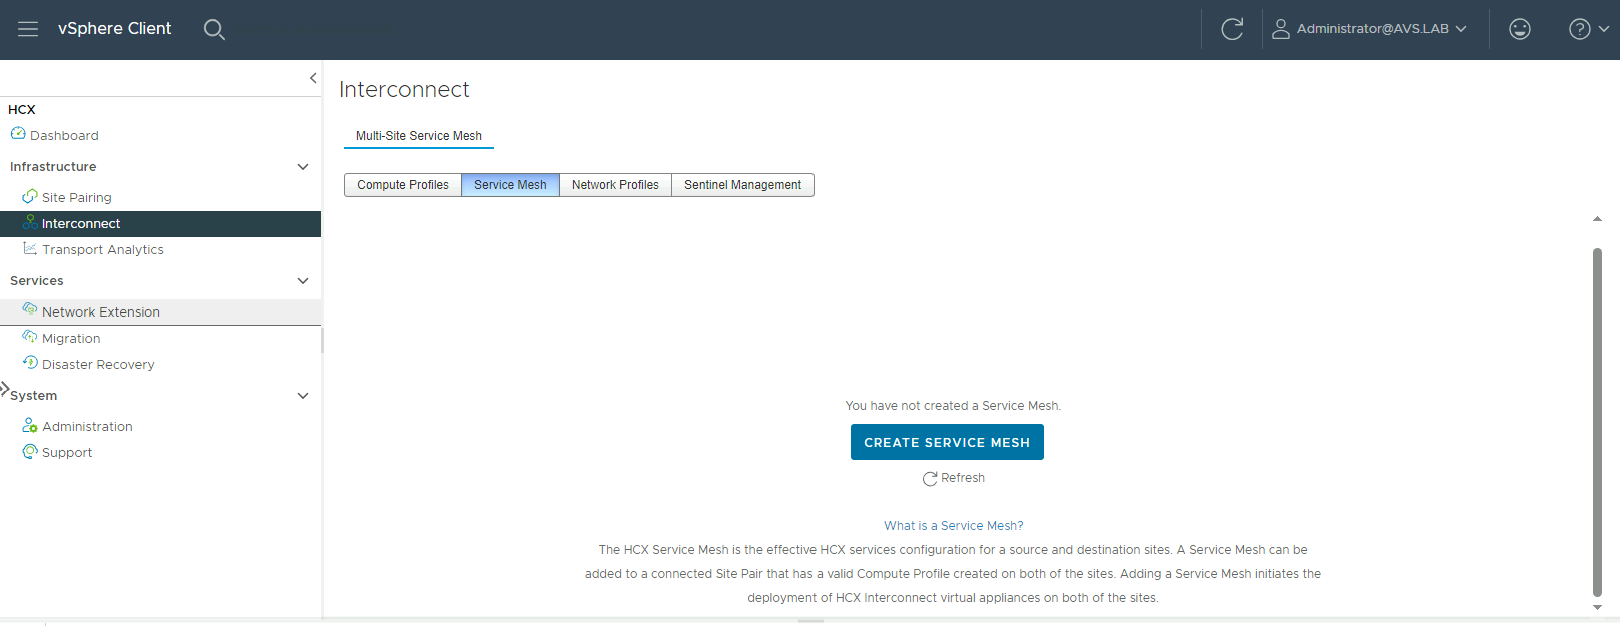 vSphere Client
Administrator@AVS.LAB
HCX
Dashboard
Infrastructure
Site Pairing
Interconnect
Transport Analytics
Services
Network Extension
Migration
Disaster Recovery
System
Administration
Support
Interconnect
Multi-Site Service Mesh
Compute Profiles
Service Mesh
Network Profiles
Sentinel Management
You have not created a Service Mesh.
CREATE SERVICE MESH
Refresh
What is a Service Mesh?
The HCX Service Mesh is the effective HCX services configuration for a source and destination sites. A Service Mesh can be
added to a connected Site Pair that has a valid Compute Profile created on both of the sites. Adding a Service Mesh initiates the
deployment of HCX Interconnect virtual appliances on both of the sites.